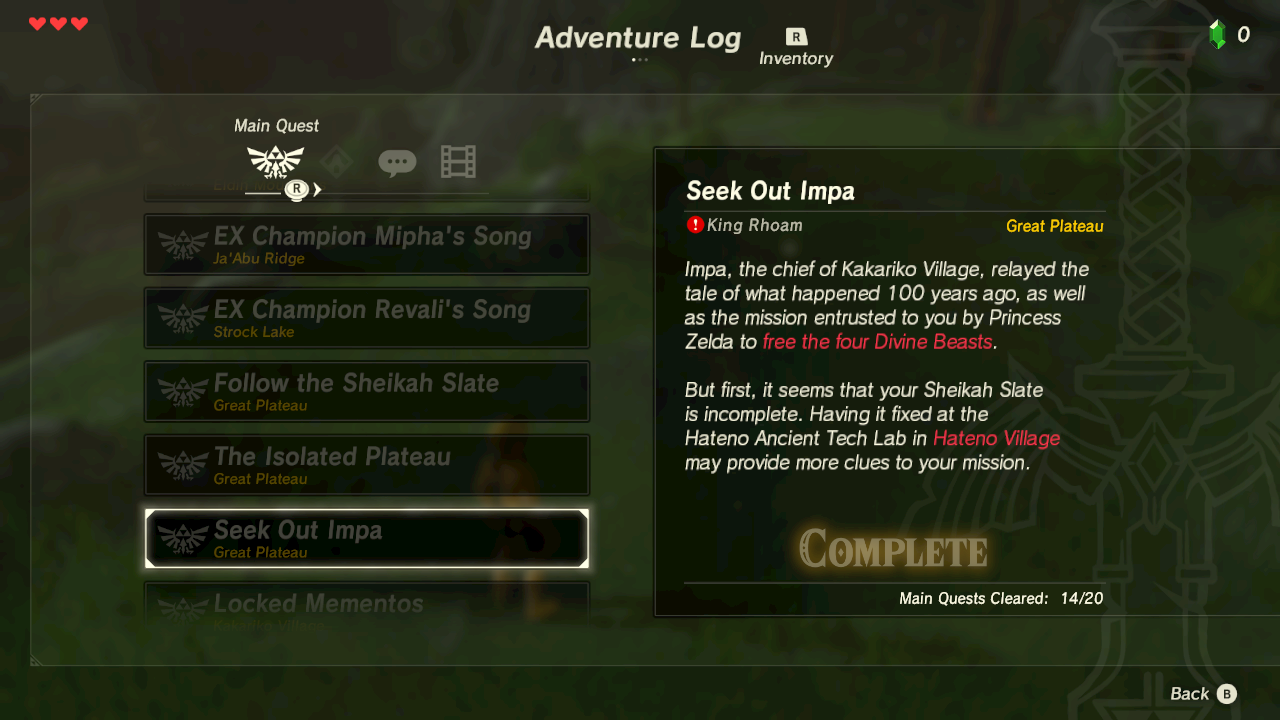 Adventure Log
R
Inventory
0
Main Quest
R
EX Champion Mipha's Song
Ja'Abu Ridge
EX Champion Revali's Song
Strock Lake
Follow the Sheikah Slate
Great Plateau
The Isolated Plateau
Great Plateau
Seek Out Impa
Great Plateau
Locked Mementos
Seek Out Impa
King Rhoam
Great Plateau
Impa, the chief of Kakariko Village, relayed the
tale of what happened 100 years ago, as well
as the mission entrusted to you by Princess
Zelda to free the four Divine Beasts.
But first, it seems that your Sheikah Slate
is incomplete. Having it fixed at the
Hateno Ancient Tech Lab in Hateno Village
may provide more clues to your mission.
COMPLETE
Main Quests Cleared: 14/20
Back B